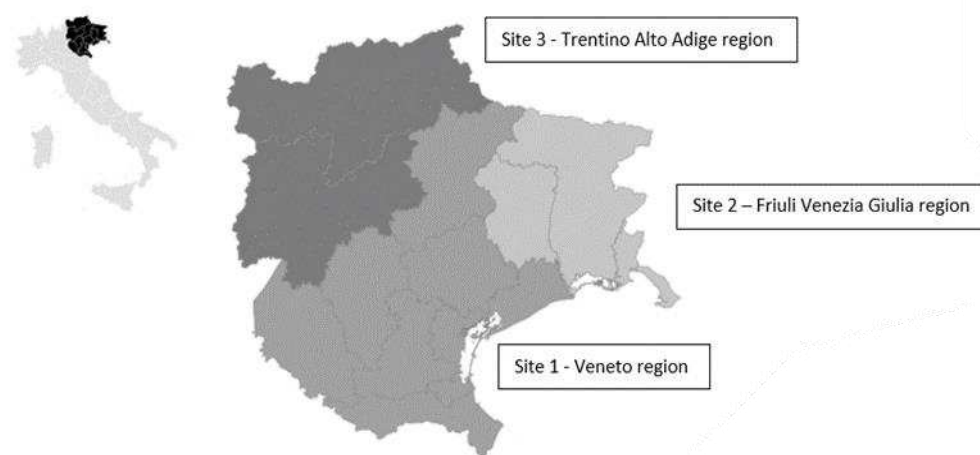 Site 3 - Trentino Alto Adige region
Site 2 – Friuli Venezia Giulia region
Site 1 - Veneto region